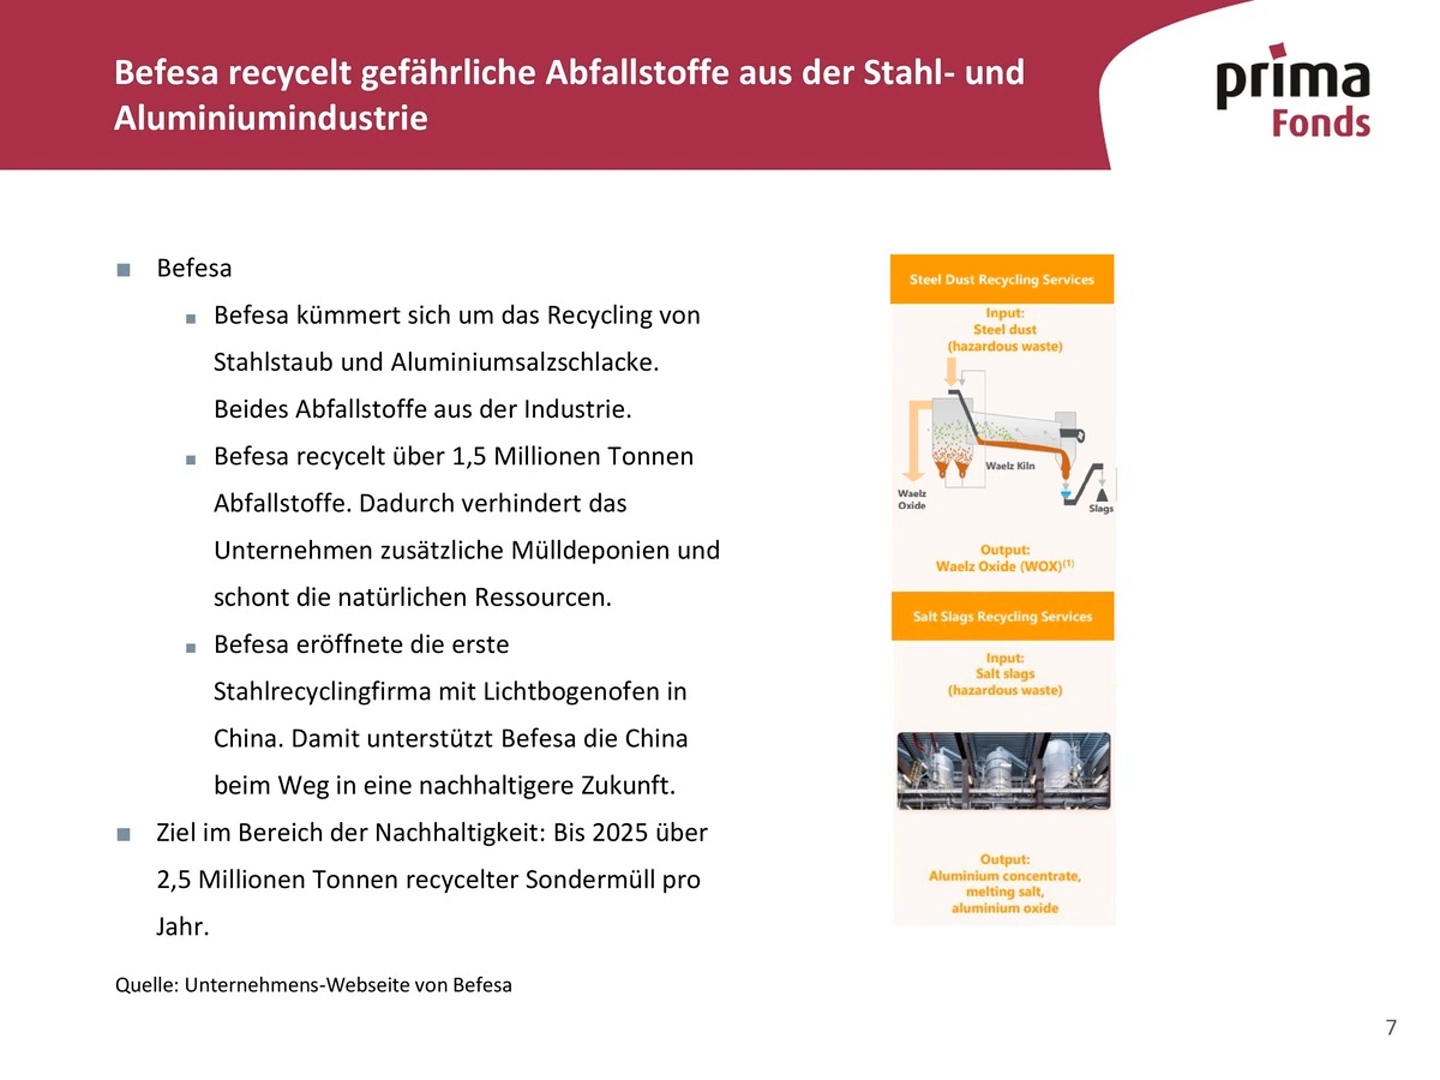 Befesa recycelt gefährliche Abfallstoffe aus der Stahl- und
Aluminiumindustrie
prima
Fonds
■ Befesa
■ Befesa kümmert sich um das Recycling von
Stahlstaub und Aluminiumsalzschlacke.
Beides Abfallstoffe aus der Industrie.
■ Befesa recycelt über 1,5 Millionen Tonnen
Abfallstoffe. Dadurch verhindert das
Unternehmen zusätzliche Mülldeponien und
schont die natürlichen Ressourcen.
■ Befesa eröffnete die erste
Stahlrecyclingfirma mit Lichtbogenofen in
China. Damit unterstützt Befesa die China
beim Weg in eine nachhaltigere Zukunft.
■ Ziel im Bereich der Nachhaltigkeit: Bis 2025 über
2,5 Millionen Tonnen recycelter Sondermüll pro
Jahr.
Quelle: Unternehmens-Webseite von Befesa
Steel Dust Recycling Services
Input:
Steel dust
(hazardous waste)
Waelz Kiln
Waelz
Oxide
Slags
Output:
Waelz Oxide (WOX)(1)
Salt Slags Recycling Services
Input:
Salt slags
(hazardous waste)
Output:
Aluminium concentrate,
melting salt,
aluminium oxide
7